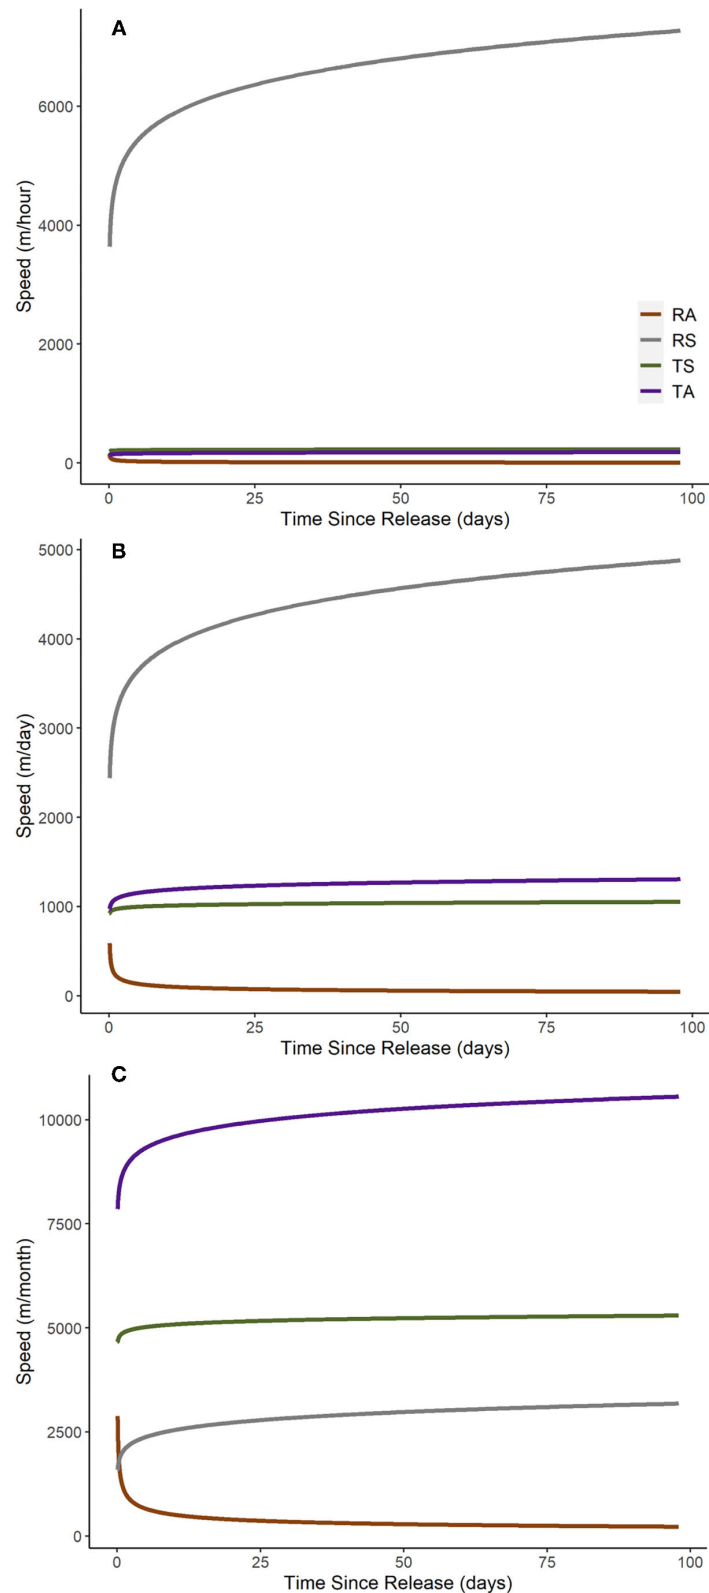 A
6000
4000
2000
0
Speed (m/hour)
RA
RS
TS
TA
0 25 50 75 100
Time Since Release (days)
B
5000
4000
3000
2000
1000
0
Speed (m/day)
0 25 50 75 100
Time Since Release (days)
C
10000
7500
5000
2500
0
Speed (m/month)
0 25 50 75 100
Time Since Release (days)